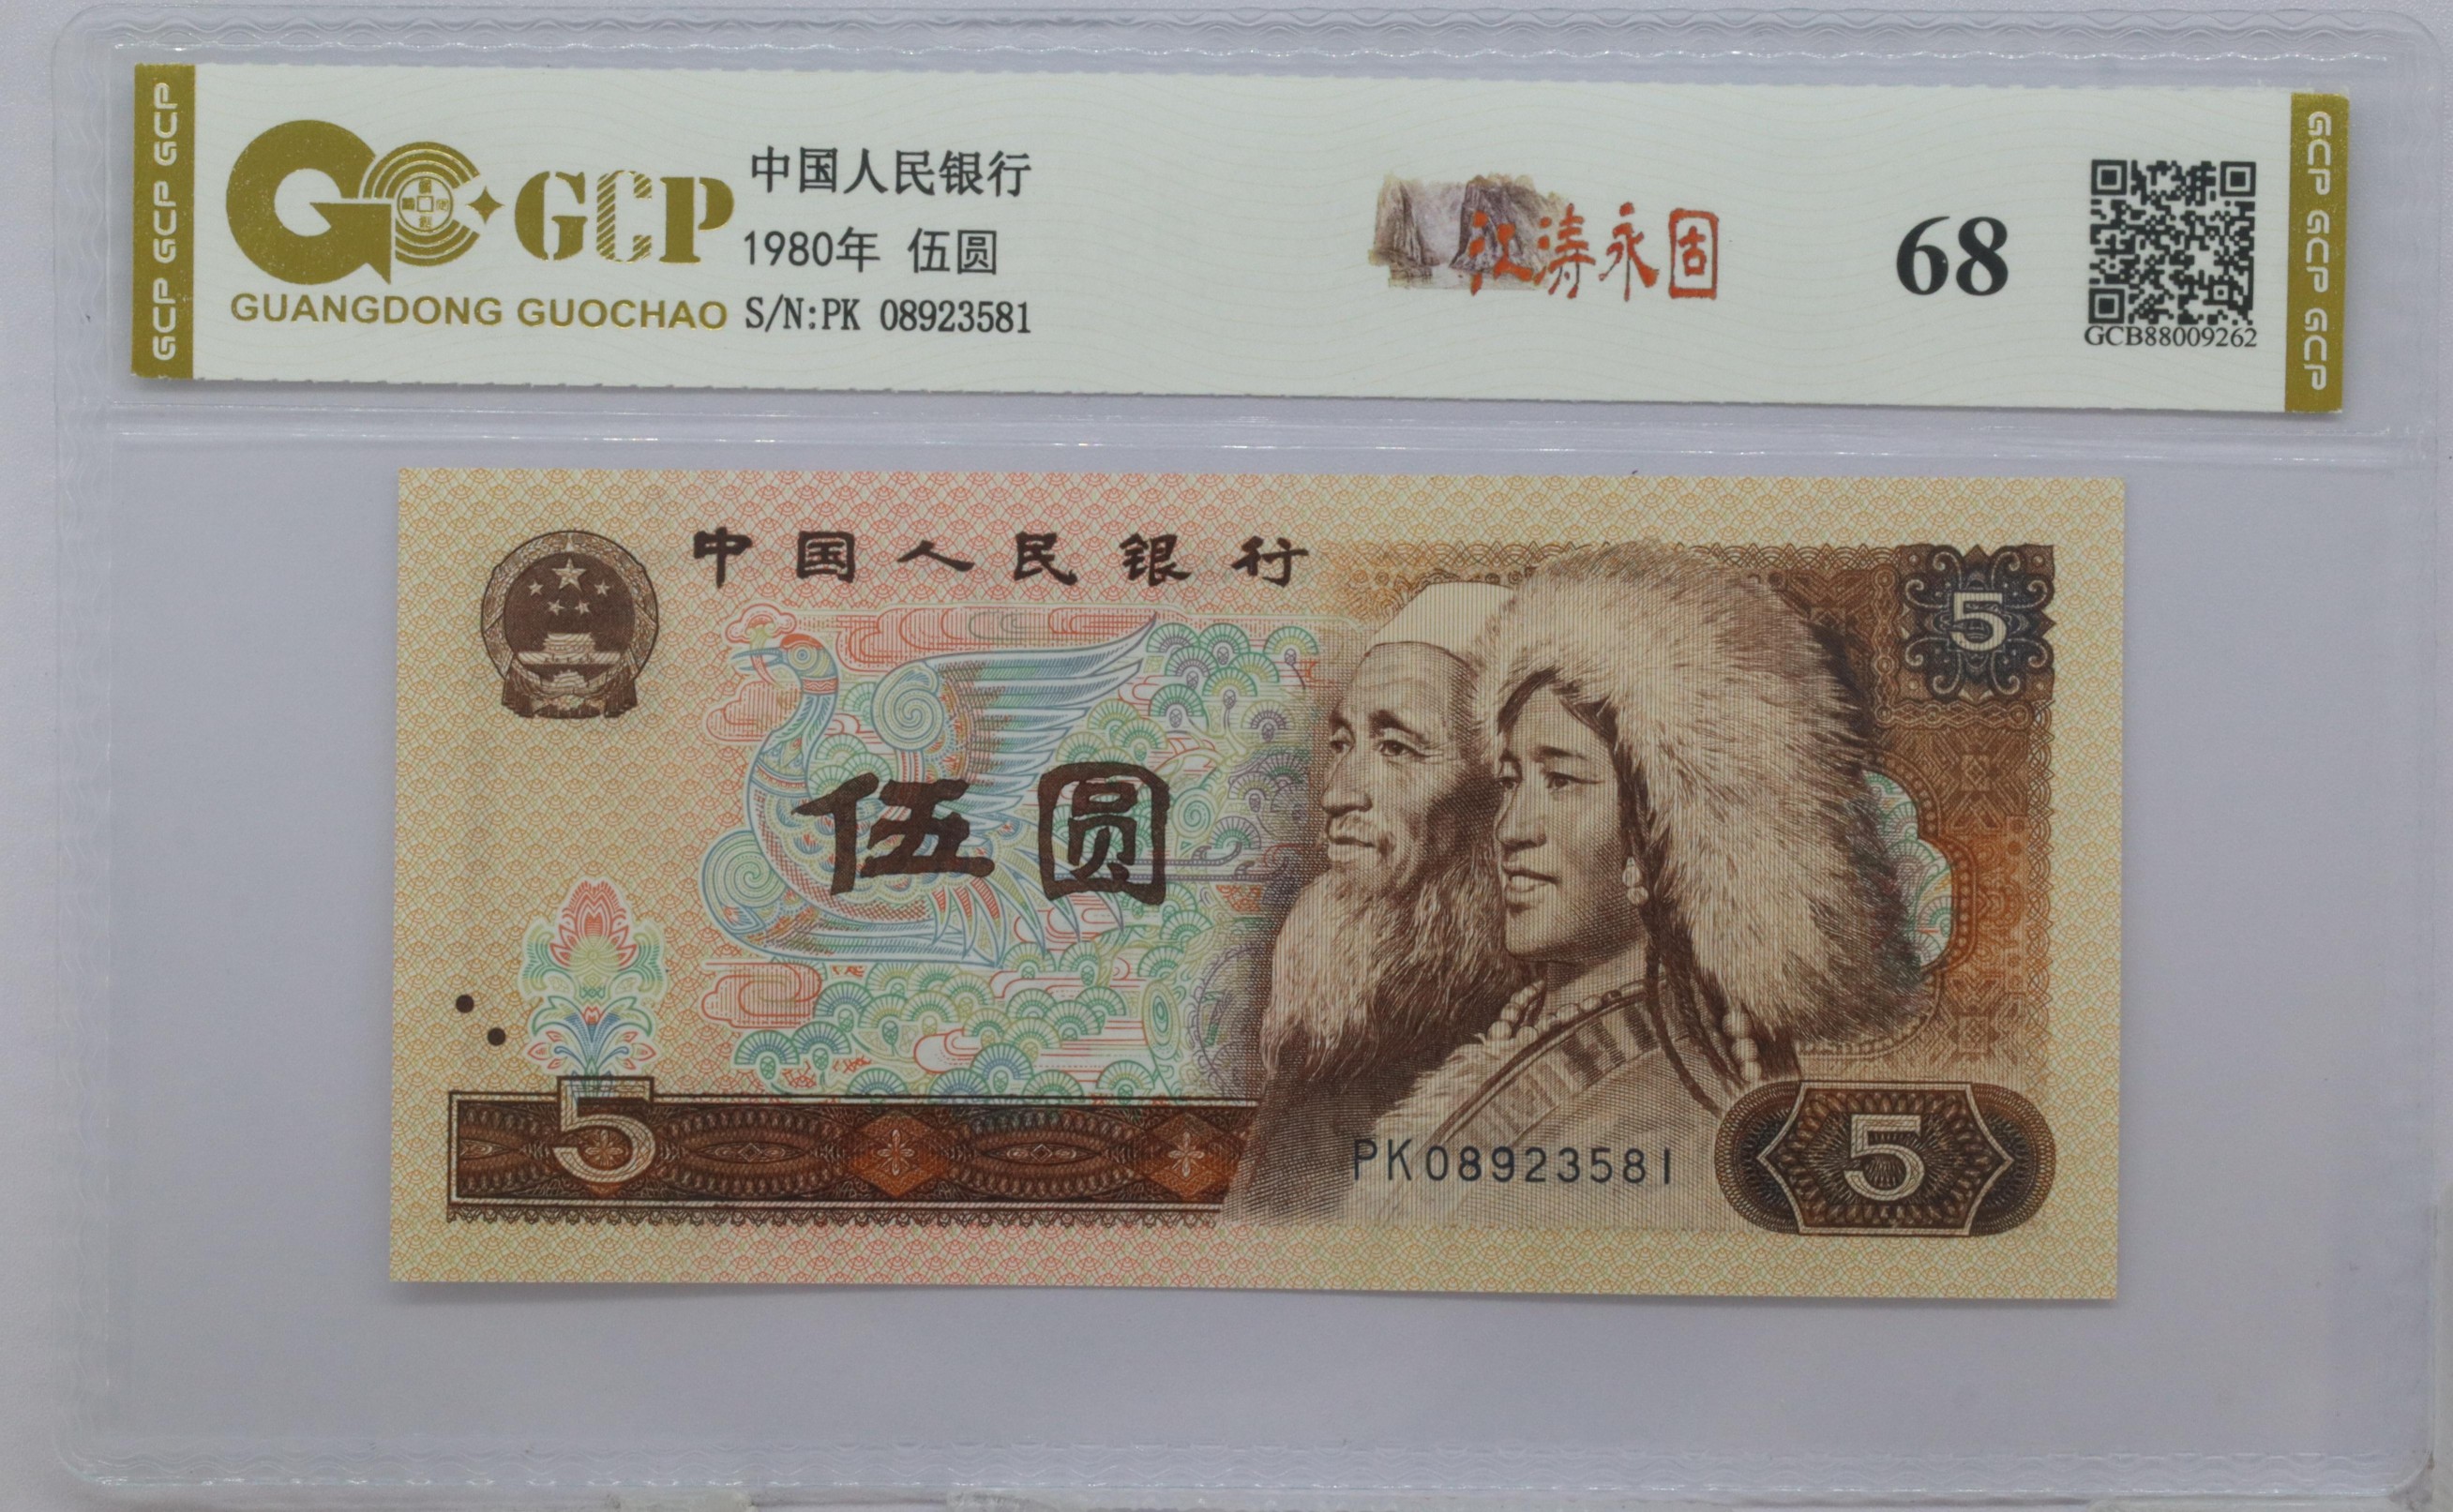 GCP GCP GCP
GCP
GUANGDONG GUOCHAO
中国人民银行
1980年 伍圆
S/N:PK 08923581
江涛永固
68
GCB88009262
GCP GCP GCP
中国人民银行
5
伍圆
5
PK08923581
5